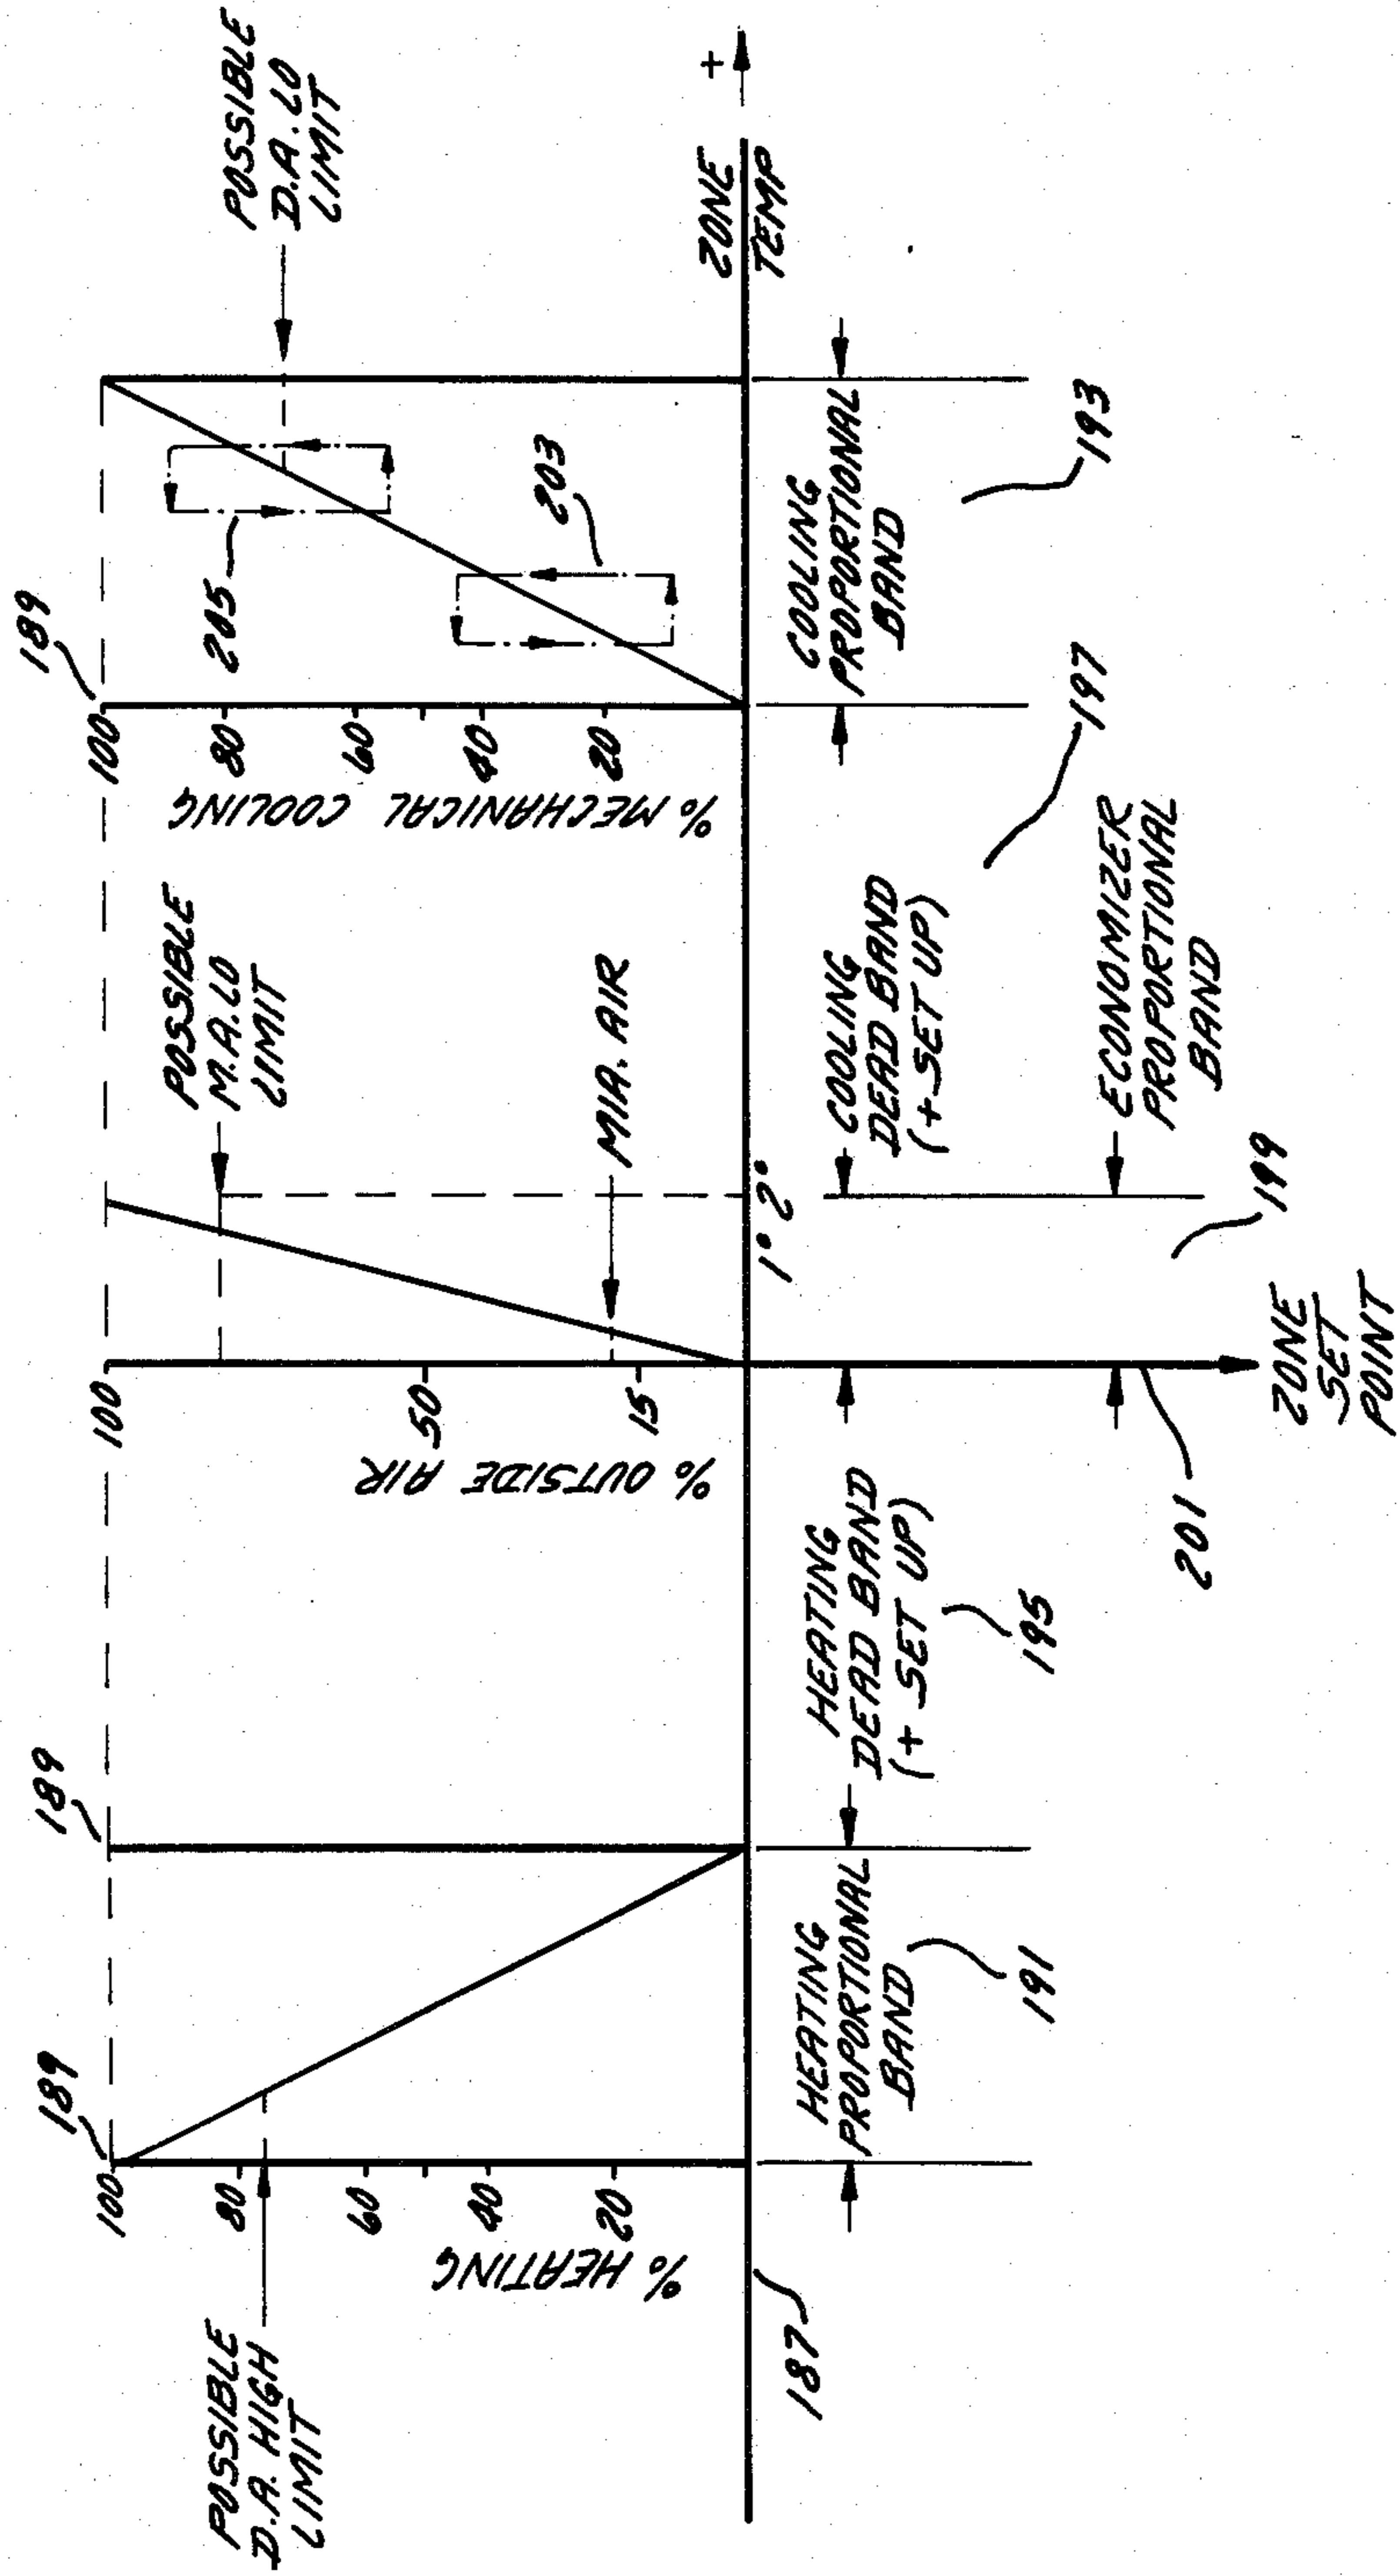 POSSIBLE
D.A. HIGH
LIMIT
189
100
80
60
40
20
% HEATING
187
189
HEATING
PROPORTIONAL
BAND
191
HEATING
DEAD BAND
(+ SET UP)
195
100
50
15
% OUTSIDE AIR
POSSIBLE
M.A. LO
LIMIT
MIA. AIR
1° 2°
201
ZONE
SET
POINT
199
COOLING
DEAD BAND
(+ SET UP)
197
ECONOMIZER
PROPORTIONAL
BAND
189
100
80
60
40
20
% MECHANICAL COOLING
205
203
COOLING
PROPORTIONAL
BAND
193
POSSIBLE
D.A. LO
LIMIT
ZONE
TEMP
+